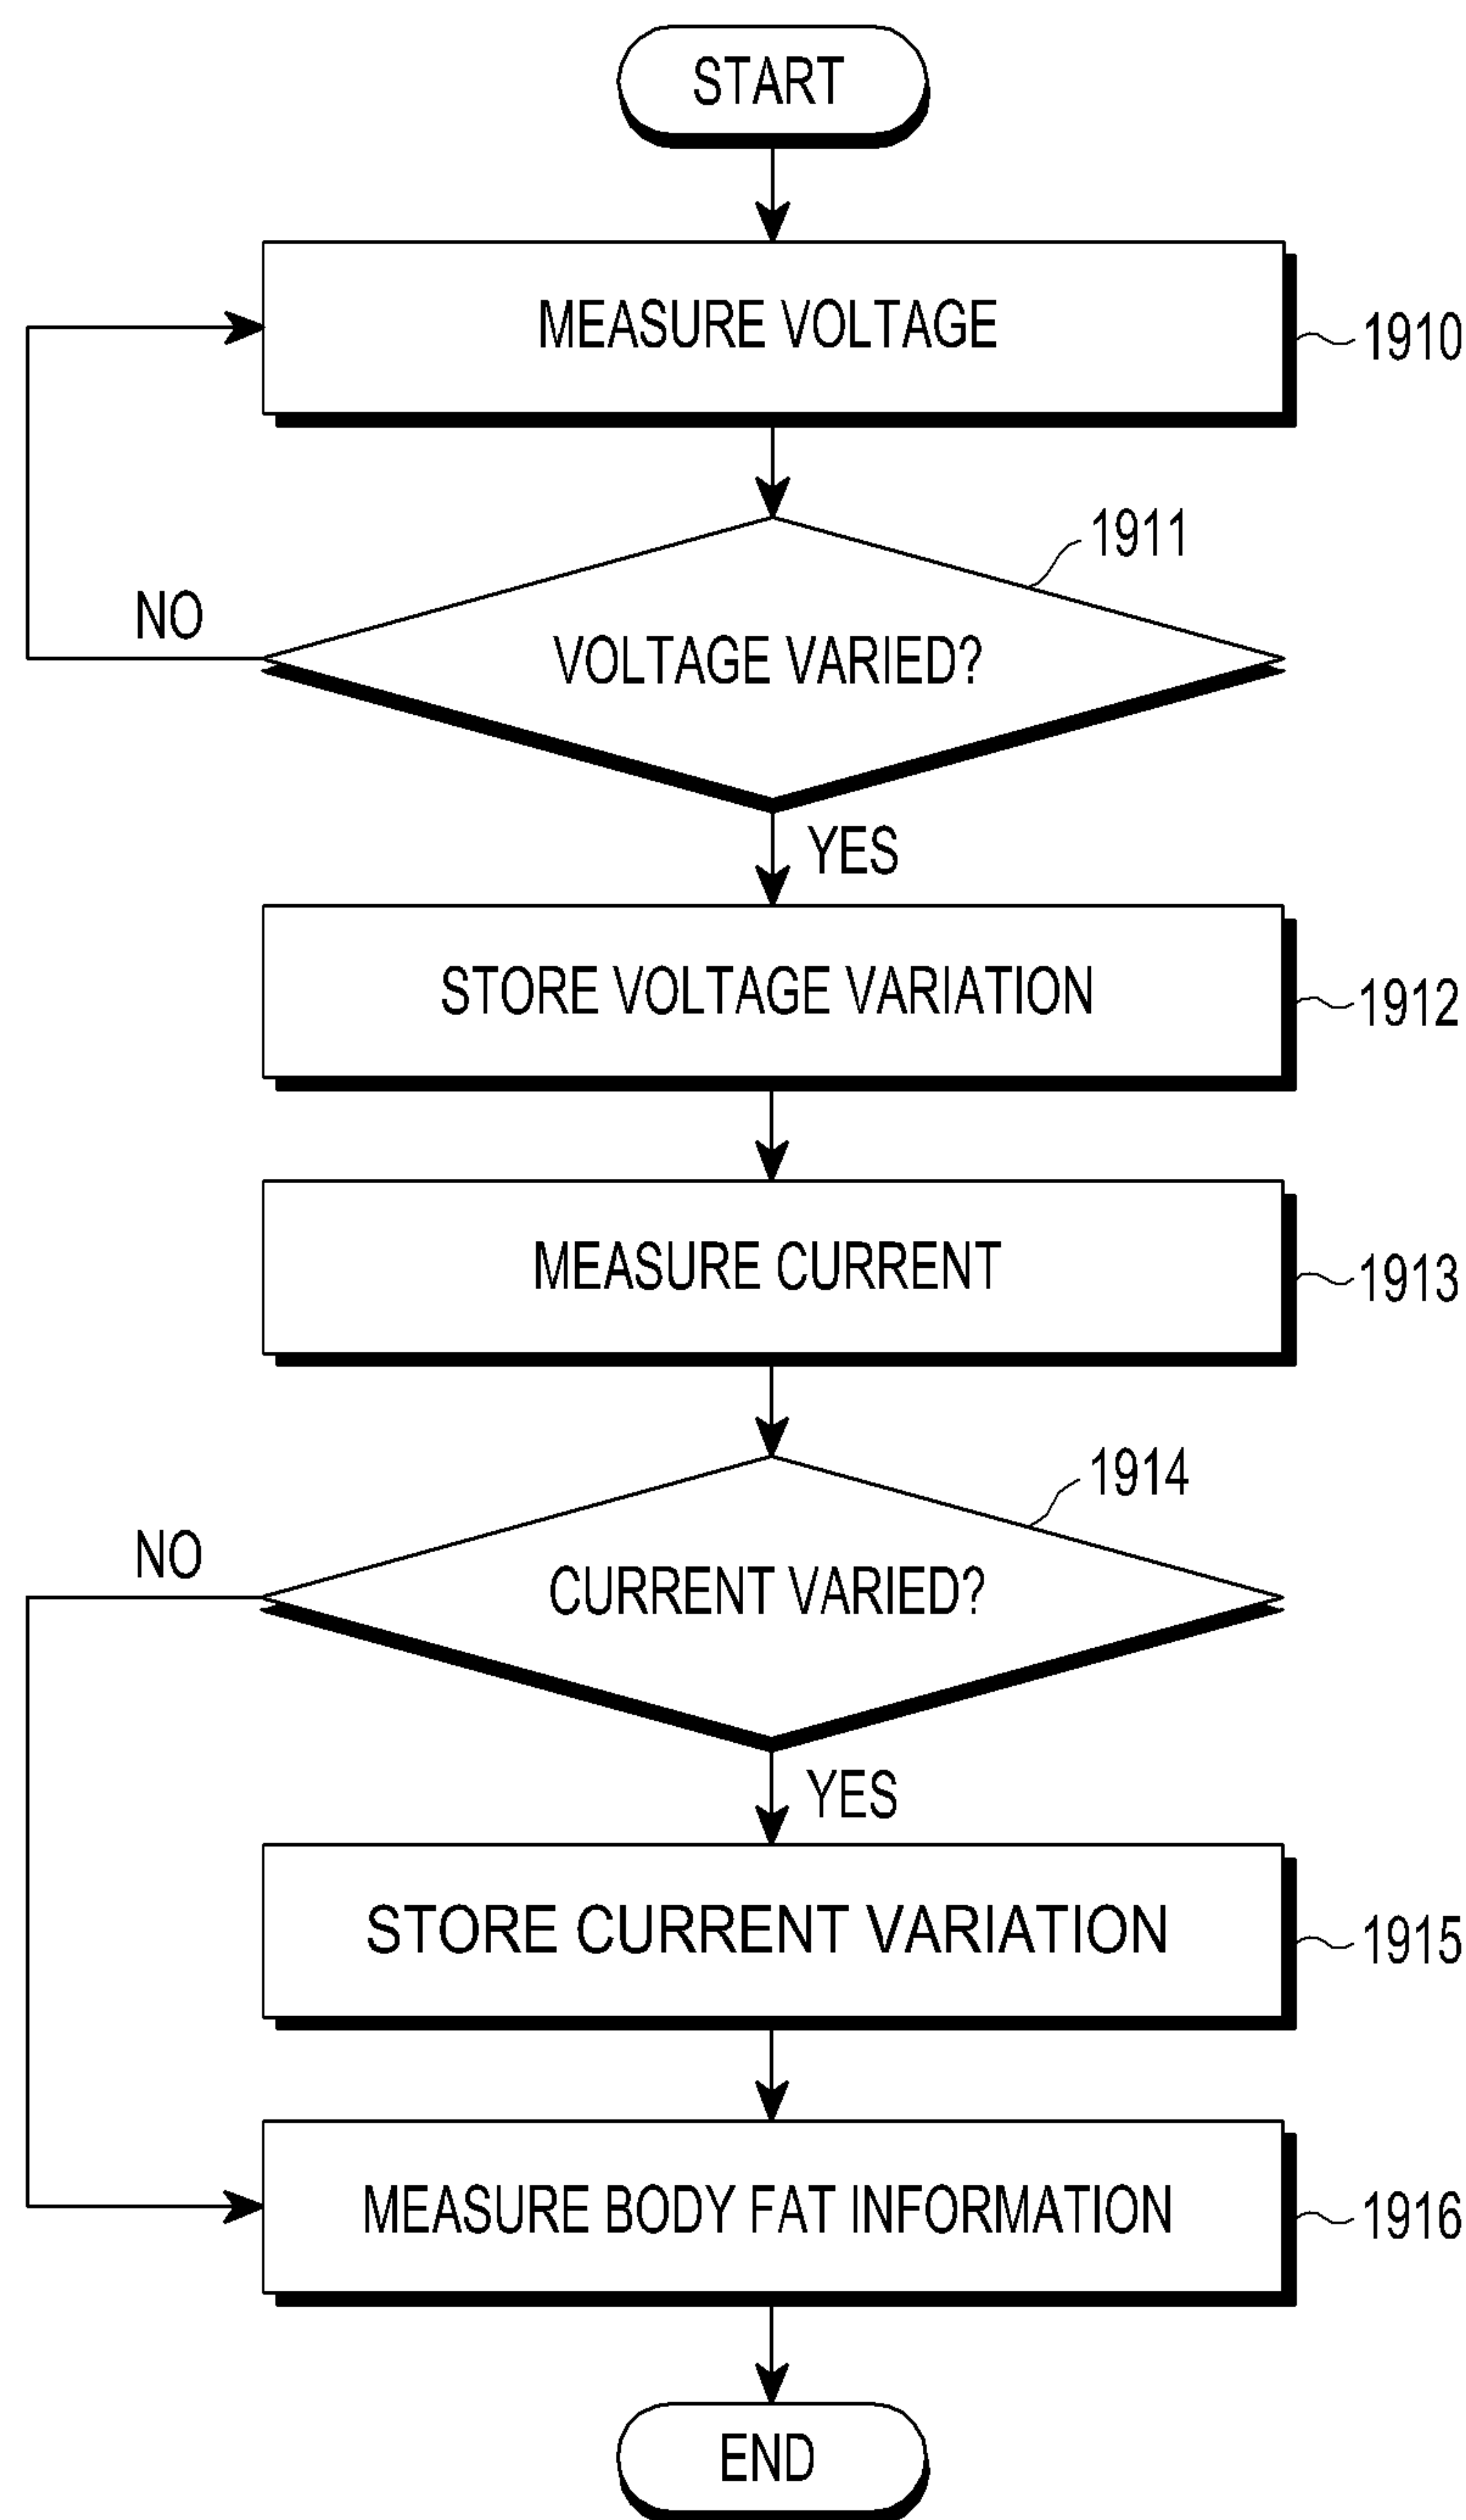 START
MEASURE VOLTAGE
1910
1911
NO
VOLTAGE VARIED?
YES
STORE VOLTAGE VARIATION
1912
MEASURE CURRENT
1913
1914
NO
CURRENT VARIED?
YES
STORE CURRENT VARIATION
1915
MEASURE BODY FAT INFORMATION
1916
END